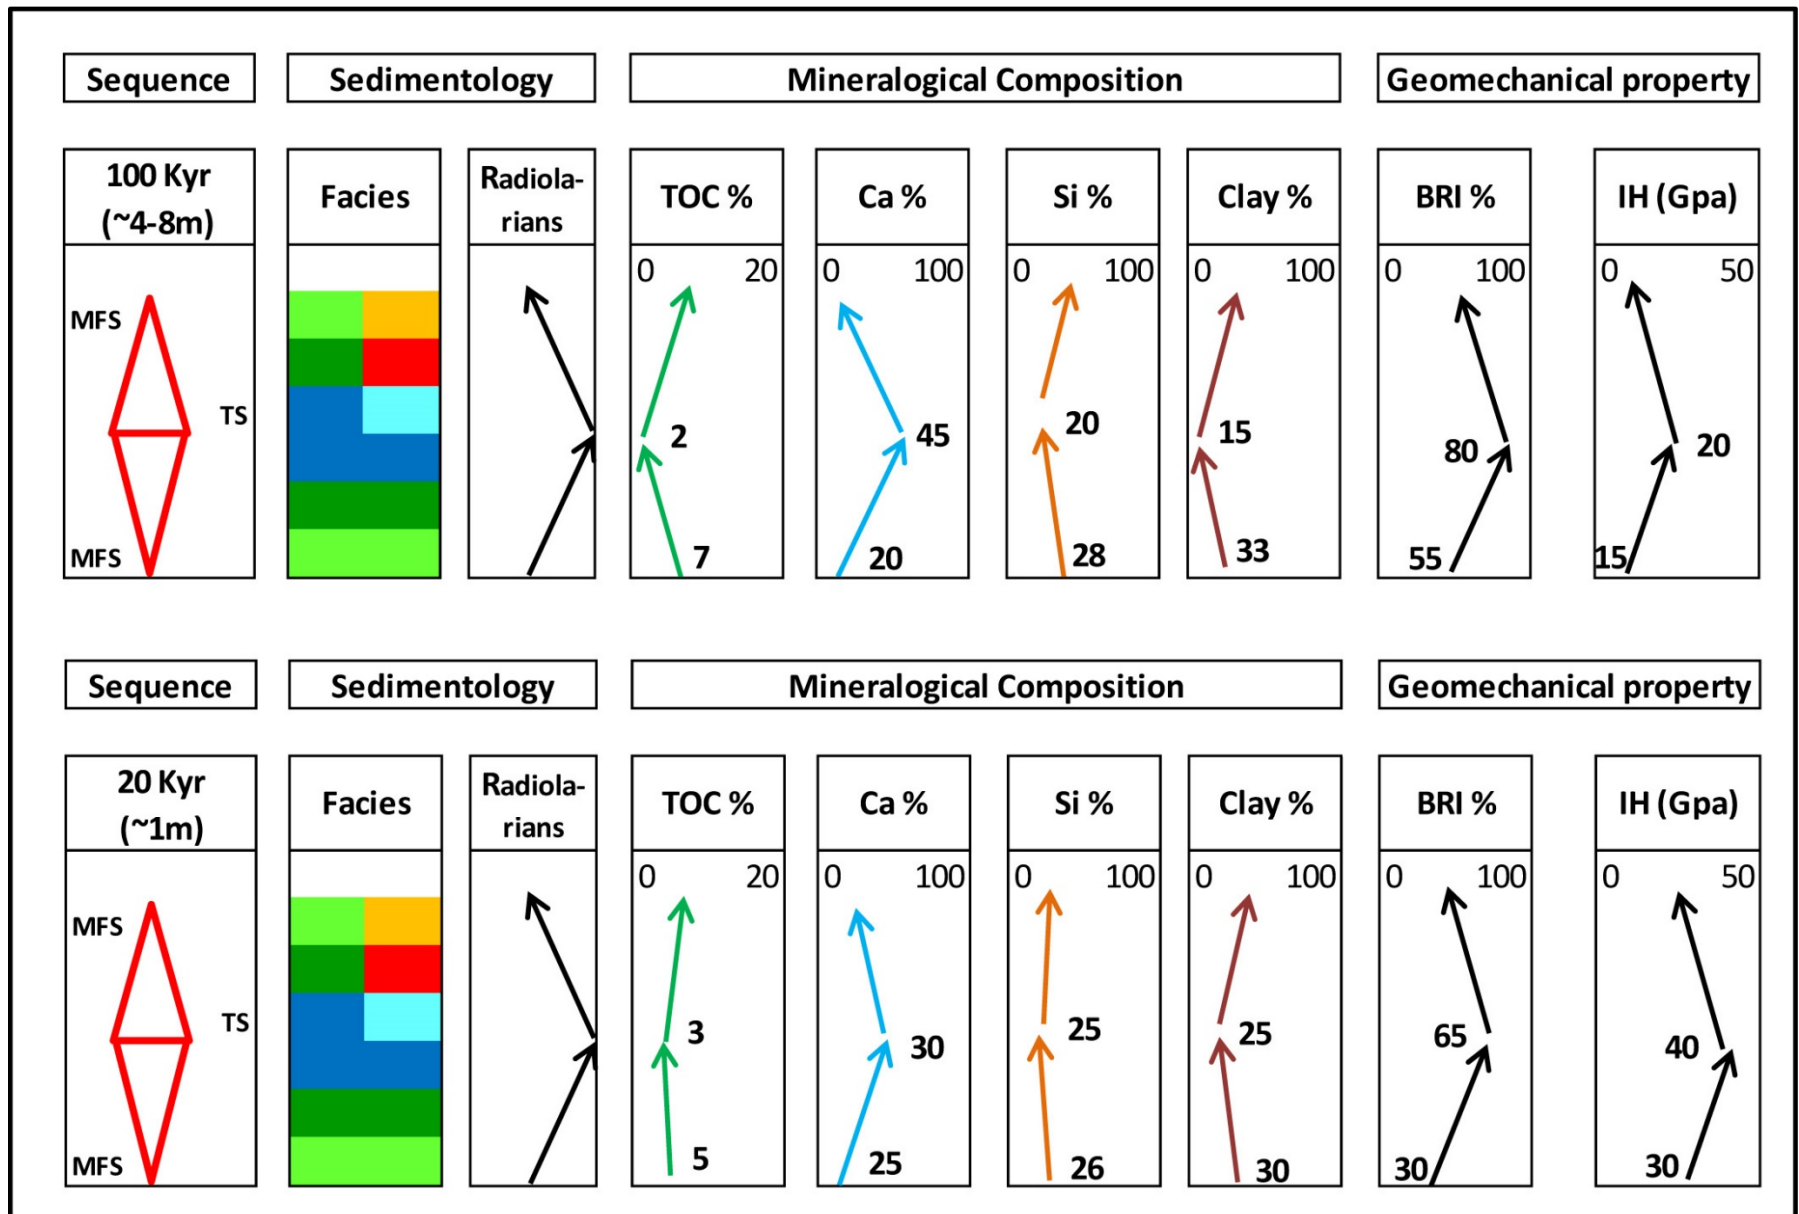 Sequence Sedimentology Mineralogical Composition Geomechanical property
100 Kyr
(~4-8m)
Facies
Radiola-
rians
TOC % Ca % Si % Clay % BRI % IH (Gpa)
0 20 0 100 0 100 0 100 0 100 0 50
MFS
TS
2 45 20 15 80 20
MFS
7 20 28 33 55 15
Sequence Sedimentology Mineralogical Composition Geomechanical property
20 Kyr
(~1m)
Facies
Radiola-
rians
TOC % Ca % Si % Clay % BRI % IH (Gpa)
0 20 0 100 0 100 0 100 0 100 0 50
MFS
TS
3 30 25 25 65 40
MFS
5 25 26 30 30 30